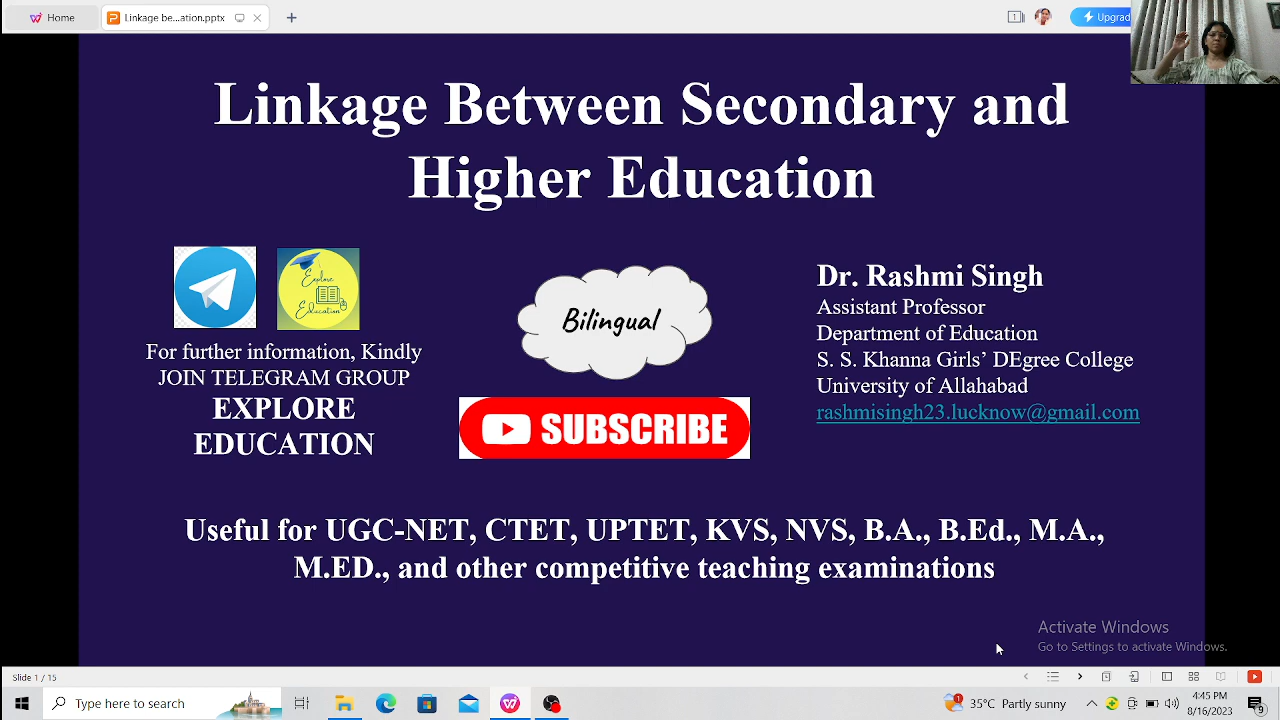 Home
Linkage be...ation.pptx
Upgrad
Linkage Between Secondary and
Higher Education
Explore
Education
For further information, Kindly
JOIN TELEGRAM GROUP
EXPLORE
EDUCATION
Bilingual
SUBSCRIBE
Dr. Rashmi Singh
Assistant Professor
Department of Education
S. S. Khanna Girls’ DEgree College
University of Allahabad
rashmisingh23.lucknow@gmail.com
Useful for UGC-NET, CTET, UPTET, KVS, NVS, B.A., B.Ed., M.A.,
M.ED., and other competitive teaching examinations
Activate Windows
Go to Settings to activate Windows.
Slide 1 / 15
Type here to search
1
35°C Partly sunny
4:45 PM
8/16/2023
9